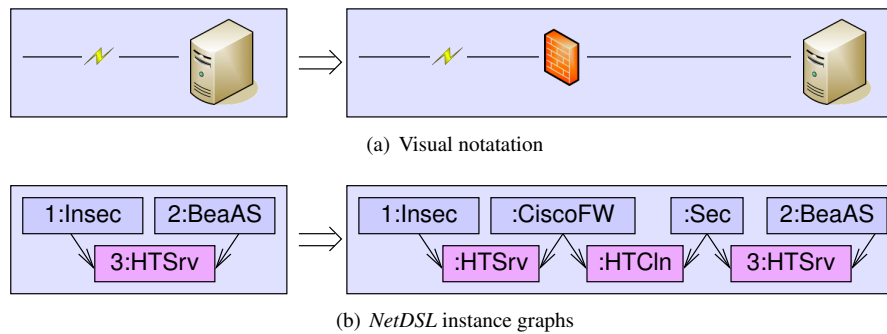 (a) Visual notatation
1:Insec 2:BeaAS 1:Insec :CiscoFW :Sec 2:BeaAS
3:HTSrv :HTSrv :HTCln 3:HTSrv
(b) NetDSL instance graphs